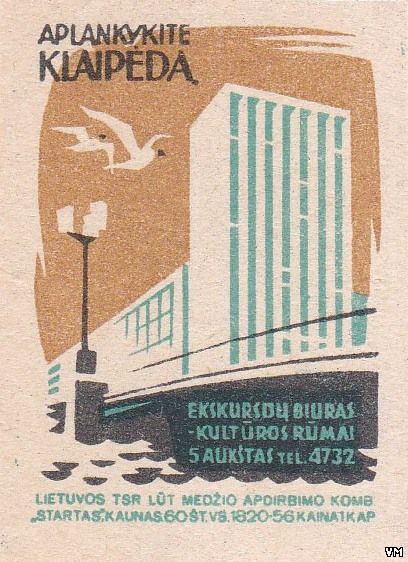 APLANKYKITE
KLAIPĖDĄ
EKSKURSIJŲ BIURAS
-KULTŪROS RŪMAI
5 AUKŠTAS TEL. 4732
LIETUVOS TSR LŪT MEDŽIO APDIRBIMO KOMB
„STARTAS“, KAUNAS. 60 ŠT. VŠ. 1820-56 KAINA 1 KAP
VM